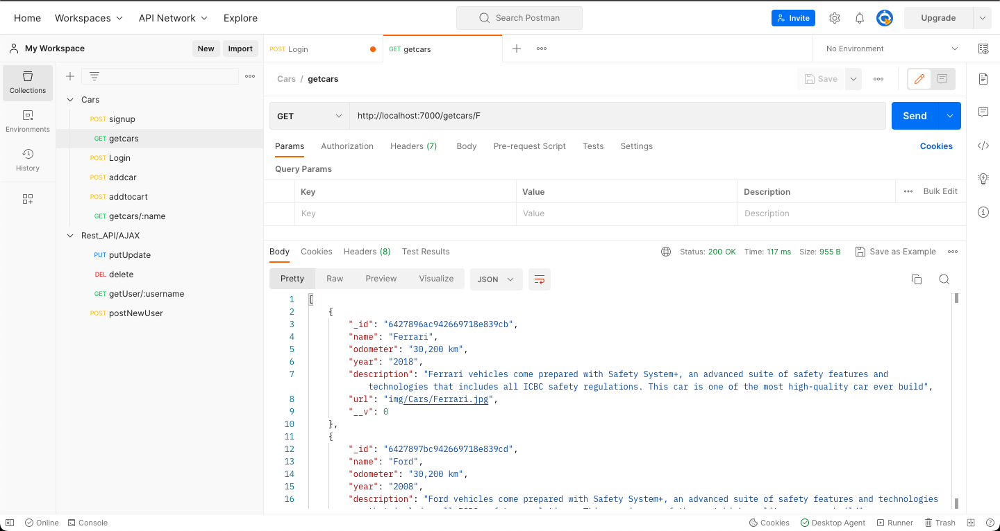 Home Workspaces API Network Explore Search Postman Invite Upgrade
My Workspace New Import POST Login GET getcars No Environment
Collections
Environments
History
Cars
POST signup
GET getcars
POST Login
POST addcar
POST addtocart
GET getcars/:name
Rest_API/AJAX
PUT putUpdate
DEL delete
GET getUser/:username
POST postNewUser
Cars / getcars Save
GET http://localhost:7000/getcars/F Send
Params Authorization Headers (7) Body Pre-request Script Tests Settings Cookies
Query Params
Key Value Description Bulk Edit
Key Value Description
Body Cookies Headers (8) Test Results Status: 200 OK Time: 117 ms Size: 955 B Save as Example
Pretty Raw Preview Visualize JSON
1 [
2 {
3 "_id": "6427896ac942669718e839cb",
4 "name": "Ferrari",
5 "odometer": "30,200 km",
6 "year": "2018",
7 "description": "Ferrari vehicles come prepared with Safety System+, an advanced suite of safety features and
technologies that includes all ICBC safety regulations. This car is one of the most high-quality car ever build",
8 "url": "img/Cars/Ferrari.jpg",
9 "__v": 0
10 },
11 {
12 "_id": "6427897bc942669718e839cd",
13 "name": "Ford",
14 "odometer": "30,200 km",
15 "year": "2008",
16 "description": "Ford vehicles come prepared with Safety System+, an advanced suite of safety features and technologies
Online Console Cookies Desktop Agent Runner Trash